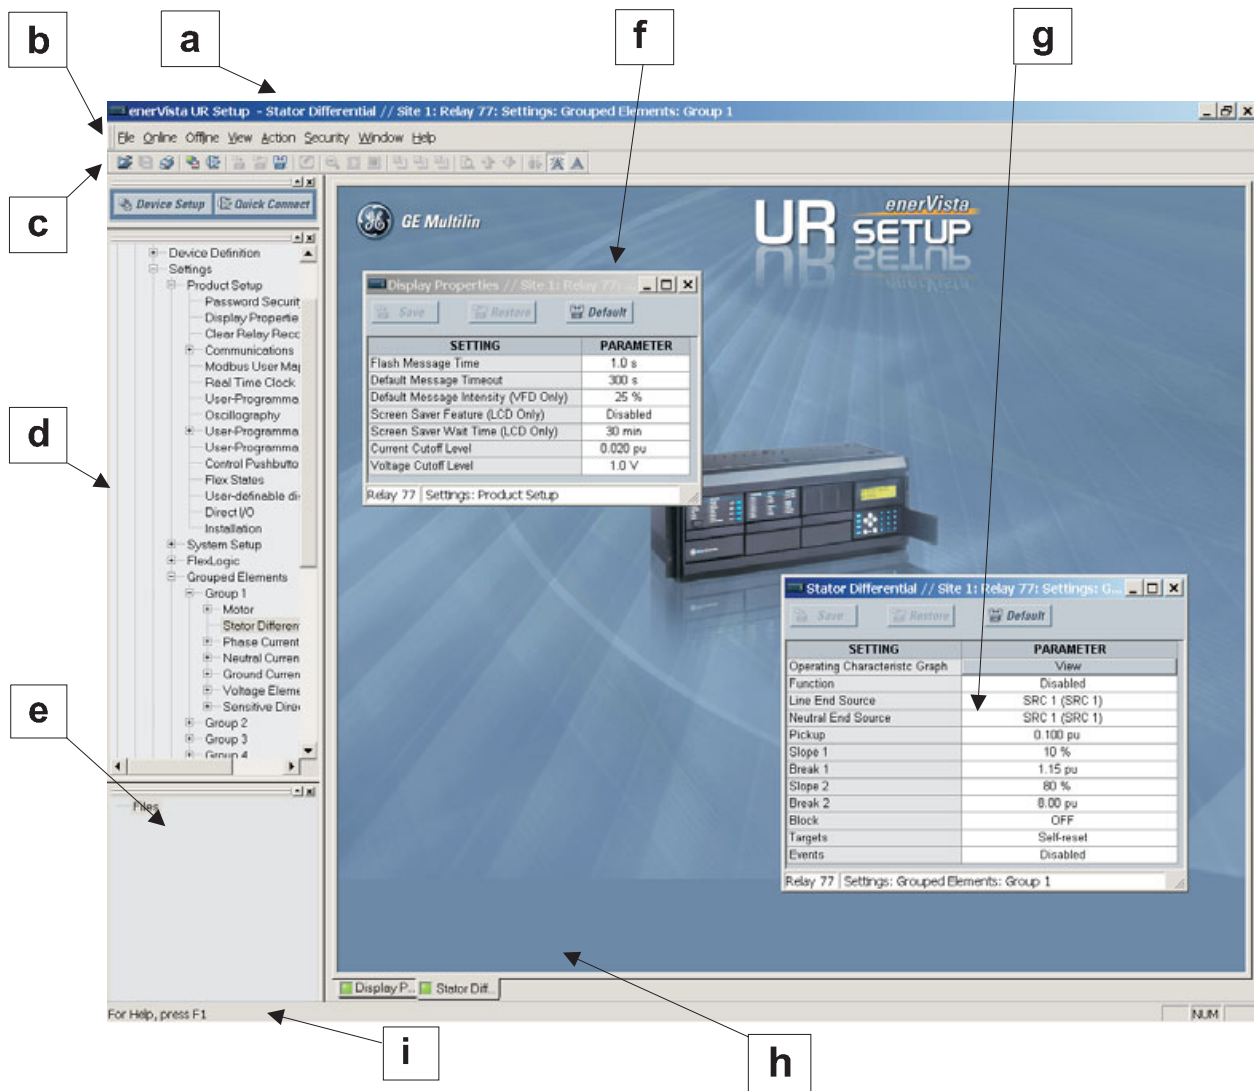 b
a
f
g
enerVista UR Setup - Stator Differential // Site 1: Relay 77: Settings: Grouped Elements: Group 1
File Online Offline View Action Security Window Help
c
Device Setup Quick Connect
GE Multilin
enerVista
UR SETUP
Device Definition
Settings
Product Setup
Password Securit
Display Propertie
Clear Relay Reco
Communications
Modbus User Map
Real Time Clock
User-Programma
Oscillography
User-Programma
User-Programma
Control Pushbutto
Flex States
User-definable di
Direct I/O
Installation
System Setup
FlexLogic
Grouped Elements
Group 1
Motor
Stator Differen
Phase Current
Neutral Curren
Ground Curren
Voltage Eleme
Sensitive Direc
Group 2
Group 3
Group 4
d
Display Properties // Site 1: Relay 77:
Save Restore Default
SETTING PARAMETER
Flash Message Time 1.0 s
Default Message Timeout 300 s
Default Message Intensity (VFD Only) 25 %
Screen Saver Feature (LCD Only) Disabled
Screen Saver Wait Time (LCD Only) 30 min
Current Cutoff Level 0.020 pu
Voltage Cutoff Level 1.0 V
Relay 77 Settings: Product Setup
Stator Differential // Site 1: Relay 77: Settings: G...
Save Restore Default
SETTING PARAMETER
Operating Characteristc Graph View
Function Disabled
Line End Source SRC 1 (SRC 1)
Neutral End Source SRC 1 (SRC 1)
Pickup 0.100 pu
Slope 1 10 %
Break 1 1.15 pu
Slope 2 80 %
Break 2 8.00 pu
Block OFF
Targets Self-reset
Events Disabled
Relay 77 Settings: Grouped Elements: Group 1
e
Files
Display P... Stator Diff...
For Help, press F1
NUM
i
h